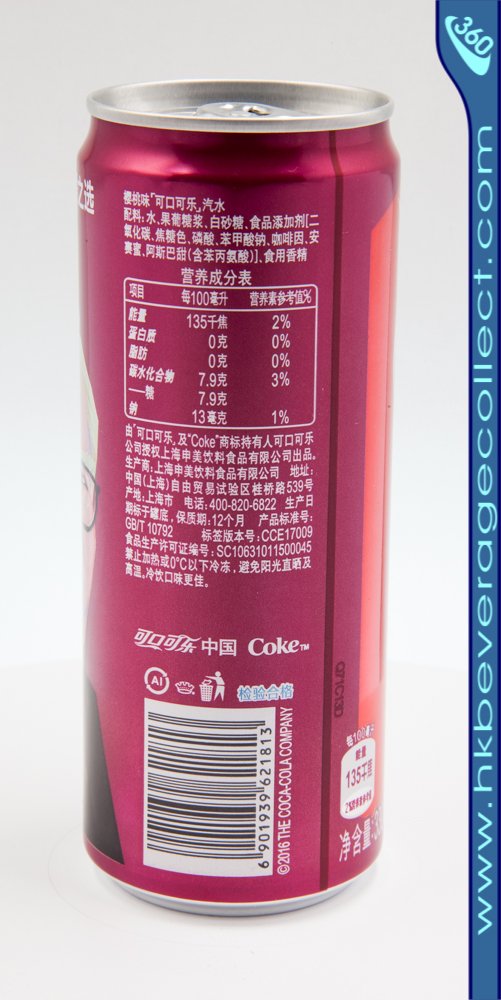 360
www.hkbeveragecollect.com
之选
樱桃味「可口可乐」汽水
配料:水、果葡糖浆、白砂糖、食品添加剂[二
氧化碳、焦糖色、磷酸、苯甲酸钠、咖啡因、安
赛蜜、阿斯巴甜(含苯丙氨酸)]、食用香精
营养成分表
项目 每100毫升 营养素参考值%
能量 135千焦 2%
蛋白质 0克 0%
脂肪 0克 0%
碳水化合物 7.9克 3%
——糖 7.9克
钠 13毫克 1%
由"可口可乐」及"Coke"商标持有人可口可乐
公司授权上海申美饮料食品有限公司出品。
生产商:上海申美饮料食品有限公司 地址:
中国(上海)自由贸易试验区桂桥路539号
产地:上海市 电话:400-820-6822 生产日
期标于罐底,保质期:12个月 产品标准号:
GB/T 10792 标签版本号:CCE17009
食品生产许可证编号:SC10631011500045
禁止加热或0°C以下冷冻,避免阳光直晒及
高温。冷饮口味更佳。
可口可乐 中国 Coke™
Al
检验合格
6 901939 621813
©2016 THE COCA-COLA COMPANY
每100毫升
能量
135千焦
净含量: